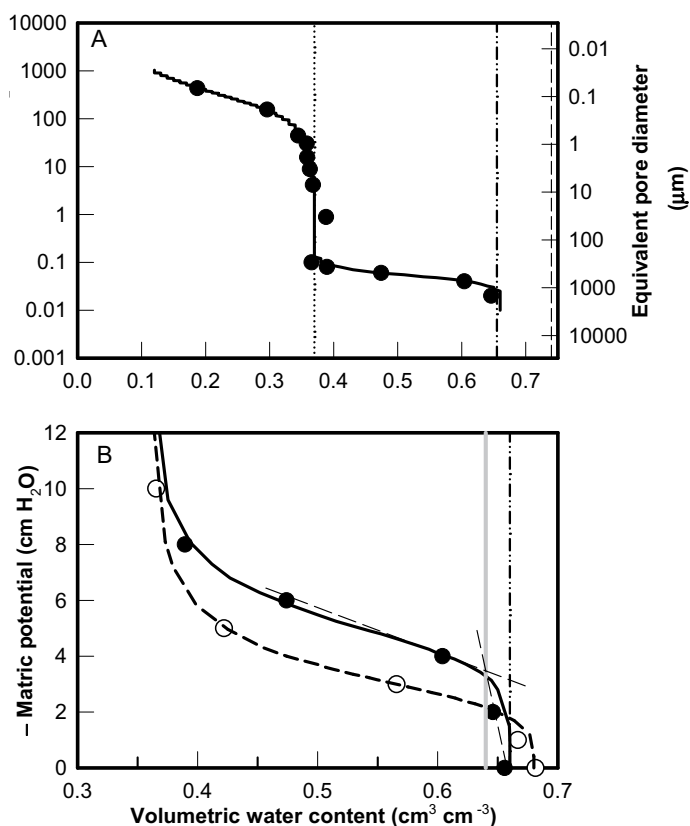 10000
1000
100
10
1
0.1
0.01
0.001
A
0.01
0.1
1
10
100
1000
10000
Equivalent pore diameter
(μm)
0.0 0.1 0.2 0.3 0.4 0.5 0.6 0.7
12
10
8
6
4
2
0
B
– Matric potential (cm H₂O)
0.3 0.4 0.5 0.6 0.7
Volumetric water content (cm³ cm⁻³)